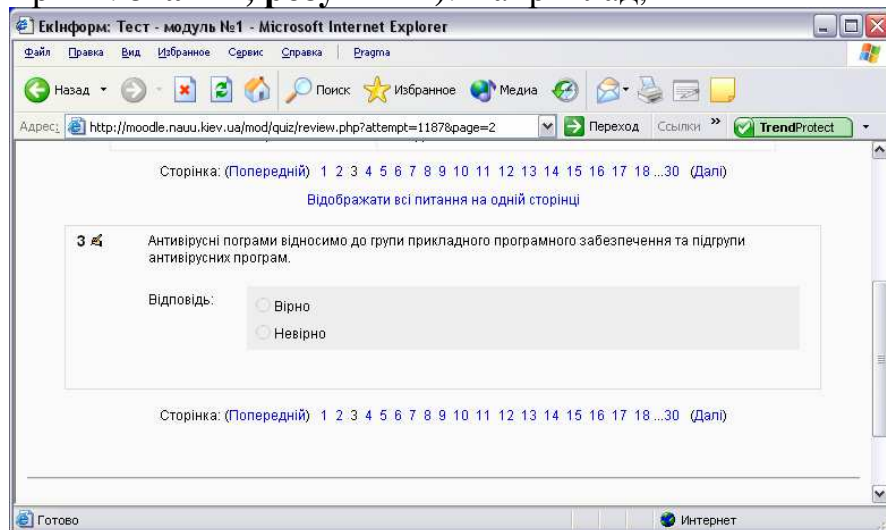 ЕкІнформ: Тест - модуль №1 - Microsoft Internet Explorer
Файл Правка Вид Избранное Сервис Справка Pragma
Назад Поиск Избранное Медиа
Адрес: http://moodle.nauu.kiev.ua/mod/quiz/review.php?attempt=1187&page=2 Переход Ссылки » TrendProtect
Сторінка: (Попередній) 1 2 3 4 5 6 7 8 9 10 11 12 13 14 15 16 17 18 ...30 (Далі)
Відображати всі питання на одній сторінці
3 Антивірусні пограми відносимо до групи прикладного програмного забезпечення та підгрупи
антивірусних програм.
Відповідь:
Вірно
Невірно
Сторінка: (Попередній) 1 2 3 4 5 6 7 8 9 10 11 12 13 14 15 16 17 18 ...30 (Далі)
Готово Интернет